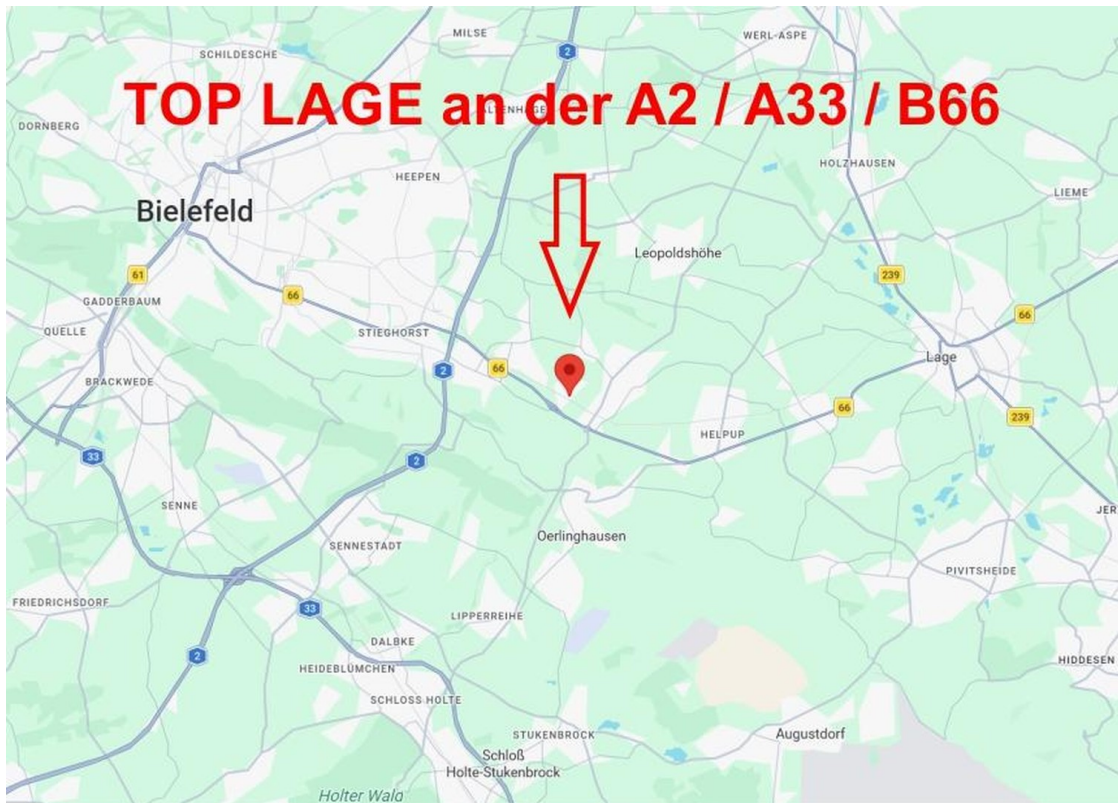 MILSE
WERL-ASPE
SCHILDESCHE
2
TOP LAGE an der A2 / A33 / B66
DORNBERG
HOLZHAUSEN
HEEPEN
LIEME
Bielefeld
Leopoldshöhe
61
239
66
GADDERBAUM
66
QUELLE
STIEGHORST
Lage
2
66
BRACKWEDE
66
239
HELPUP
33
2
SENNE
JER
Oerlinghausen
SENNESTADT
PIVITSHEIDE
FRIEDRICHSDORF
33
LIPPERREIHE
DALBKE
2
HEIDEBLÜMCHEN
HIDDESEN
SCHLOSS HOLTE
STUKENBROCK
Augustdorf
Schloß
Holte-Stukenbrock
Holter Wald